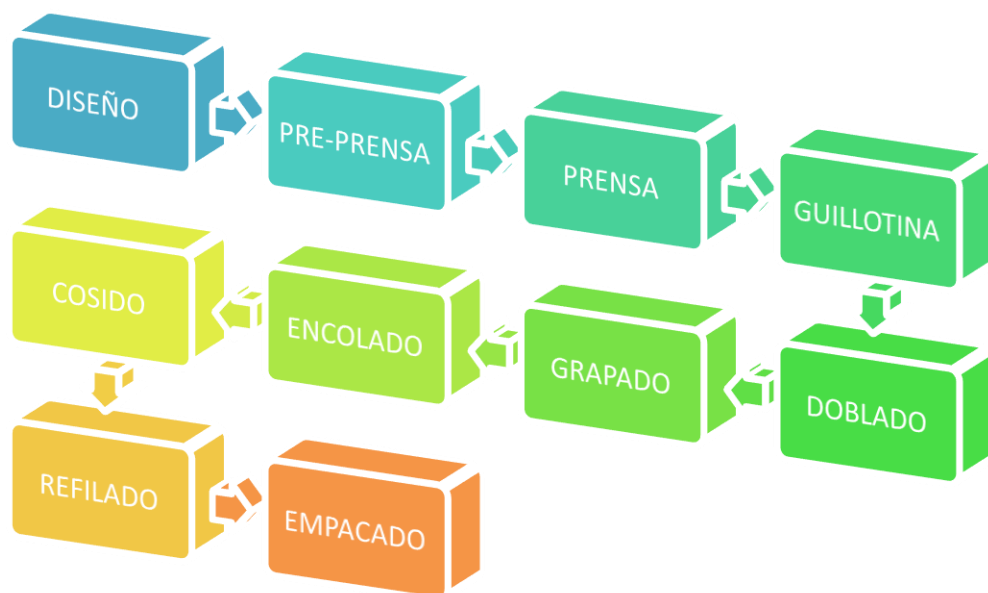 DISEÑO
PRE-PRENSA
PRENSA
GUILLOTINA
DOBLADO
GRAPADO
ENCOLADO
COSIDO
REFILADO
EMPACADO